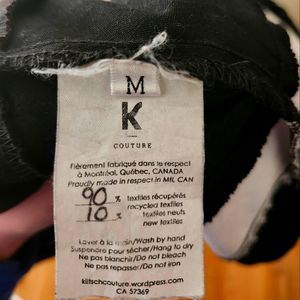 M
K
COUTURE
Fièrement fabriqué dans le respect
à Montréal, Québec, CANADA
Proudly made in respect in MtL CAN
90 % textiles récupérés
recycled textiles
10 % textiles neufs
new textiles
Laver à la main/Wash by hand
Suspendre pour sécher/Hang to dry
Ne pas blanchir/Do not bleach
Ne pas repasser/Do not iron
kitschcouture.wordpress.com
CA 57369